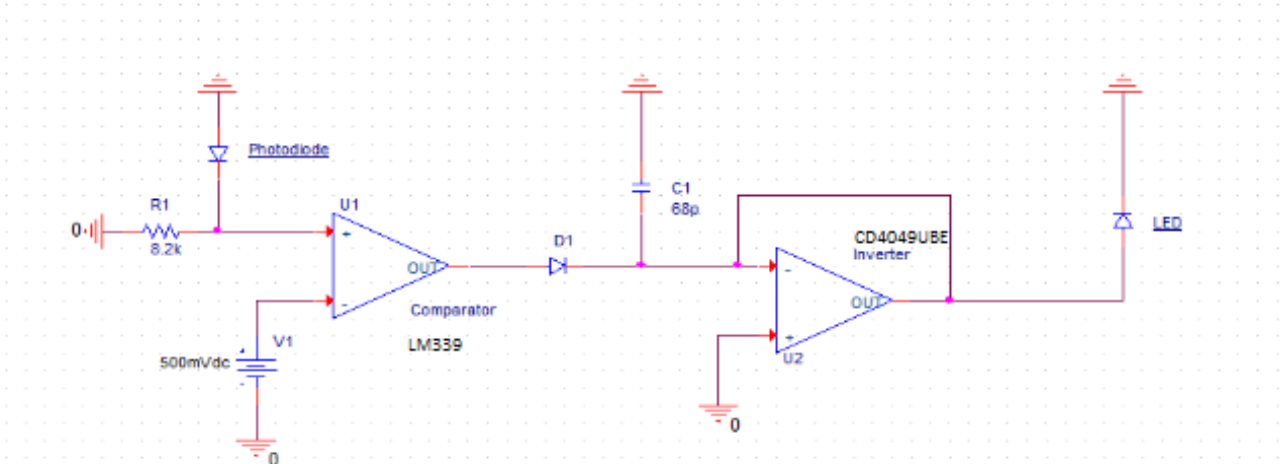 Photodiode
R1
0
8.2k
U1
+
-
OUT
Comparator
LM339
V1
500mVdc
-
0
D1
C1
68p
CD4049UBE
Inverter
-
OUT
+
U2
0
LED